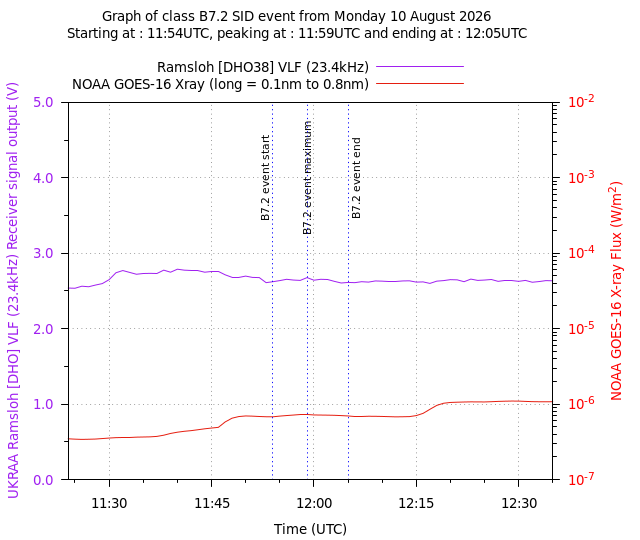 Graph of class B7.2 SID event from Monday 10 August 2026
Starting at : 11:54UTC, peaking at : 11:59UTC and ending at : 12:05UTC
Ramsloh [DHO38] VLF (23.4kHz)
NOAA GOES-16 Xray (long = 0.1nm to 0.8nm)
UKRAA Ramsloh [DHO] VLF (23.4kHz) Receiver signal output (V)
5.0
4.0
3.0
2.0
1.0
0.0
B7.2 event start
B7.2 event maximum
B7.2 event end
10⁻²
10⁻³
10⁻⁴
10⁻⁵
10⁻⁶
10⁻⁷
NOAA GOES-16 X-ray Flux (W/m²)
11:30 11:45 12:00 12:15 12:30
Time (UTC)